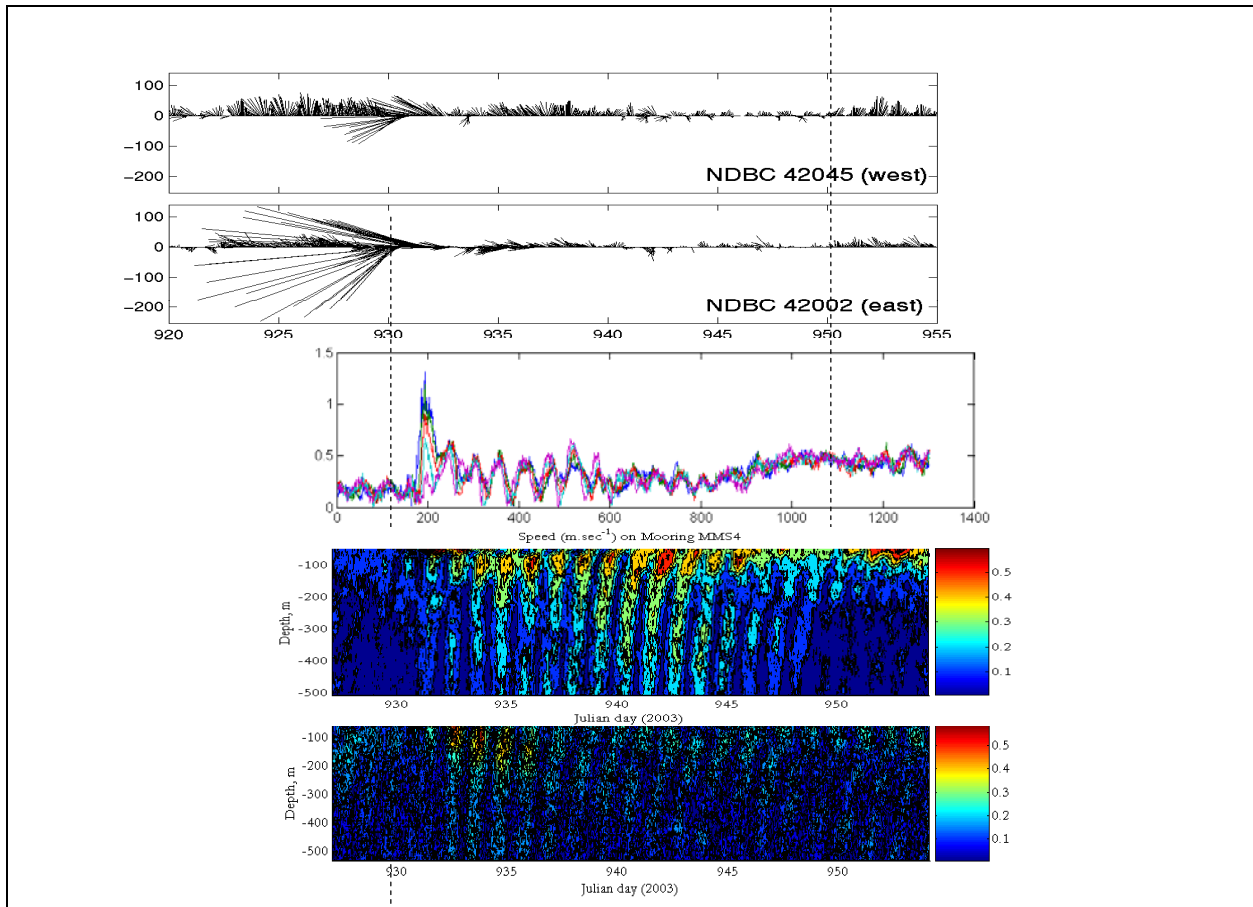 100
0
-100
-200
NDBC 42045 (west)
100
0
-100
-200
NDBC 42002 (east)
920 925 930 935 940 945 950 955
1.5
1
0.5
0
0 200 400 600 800 1000 1200 1400
Speed (m.sec⁻¹) on Mooring MMS4
Depth, m
-100
-200
-300
-400
-500
0.5
0.4
0.3
0.2
0.1
930 935 940 945 950
Julian day (2003)
Depth, m
-100
-200
-300
-400
-500
0.5
0.4
0.3
0.2
0.1
930 935 940 945 950
Julian day (2003)